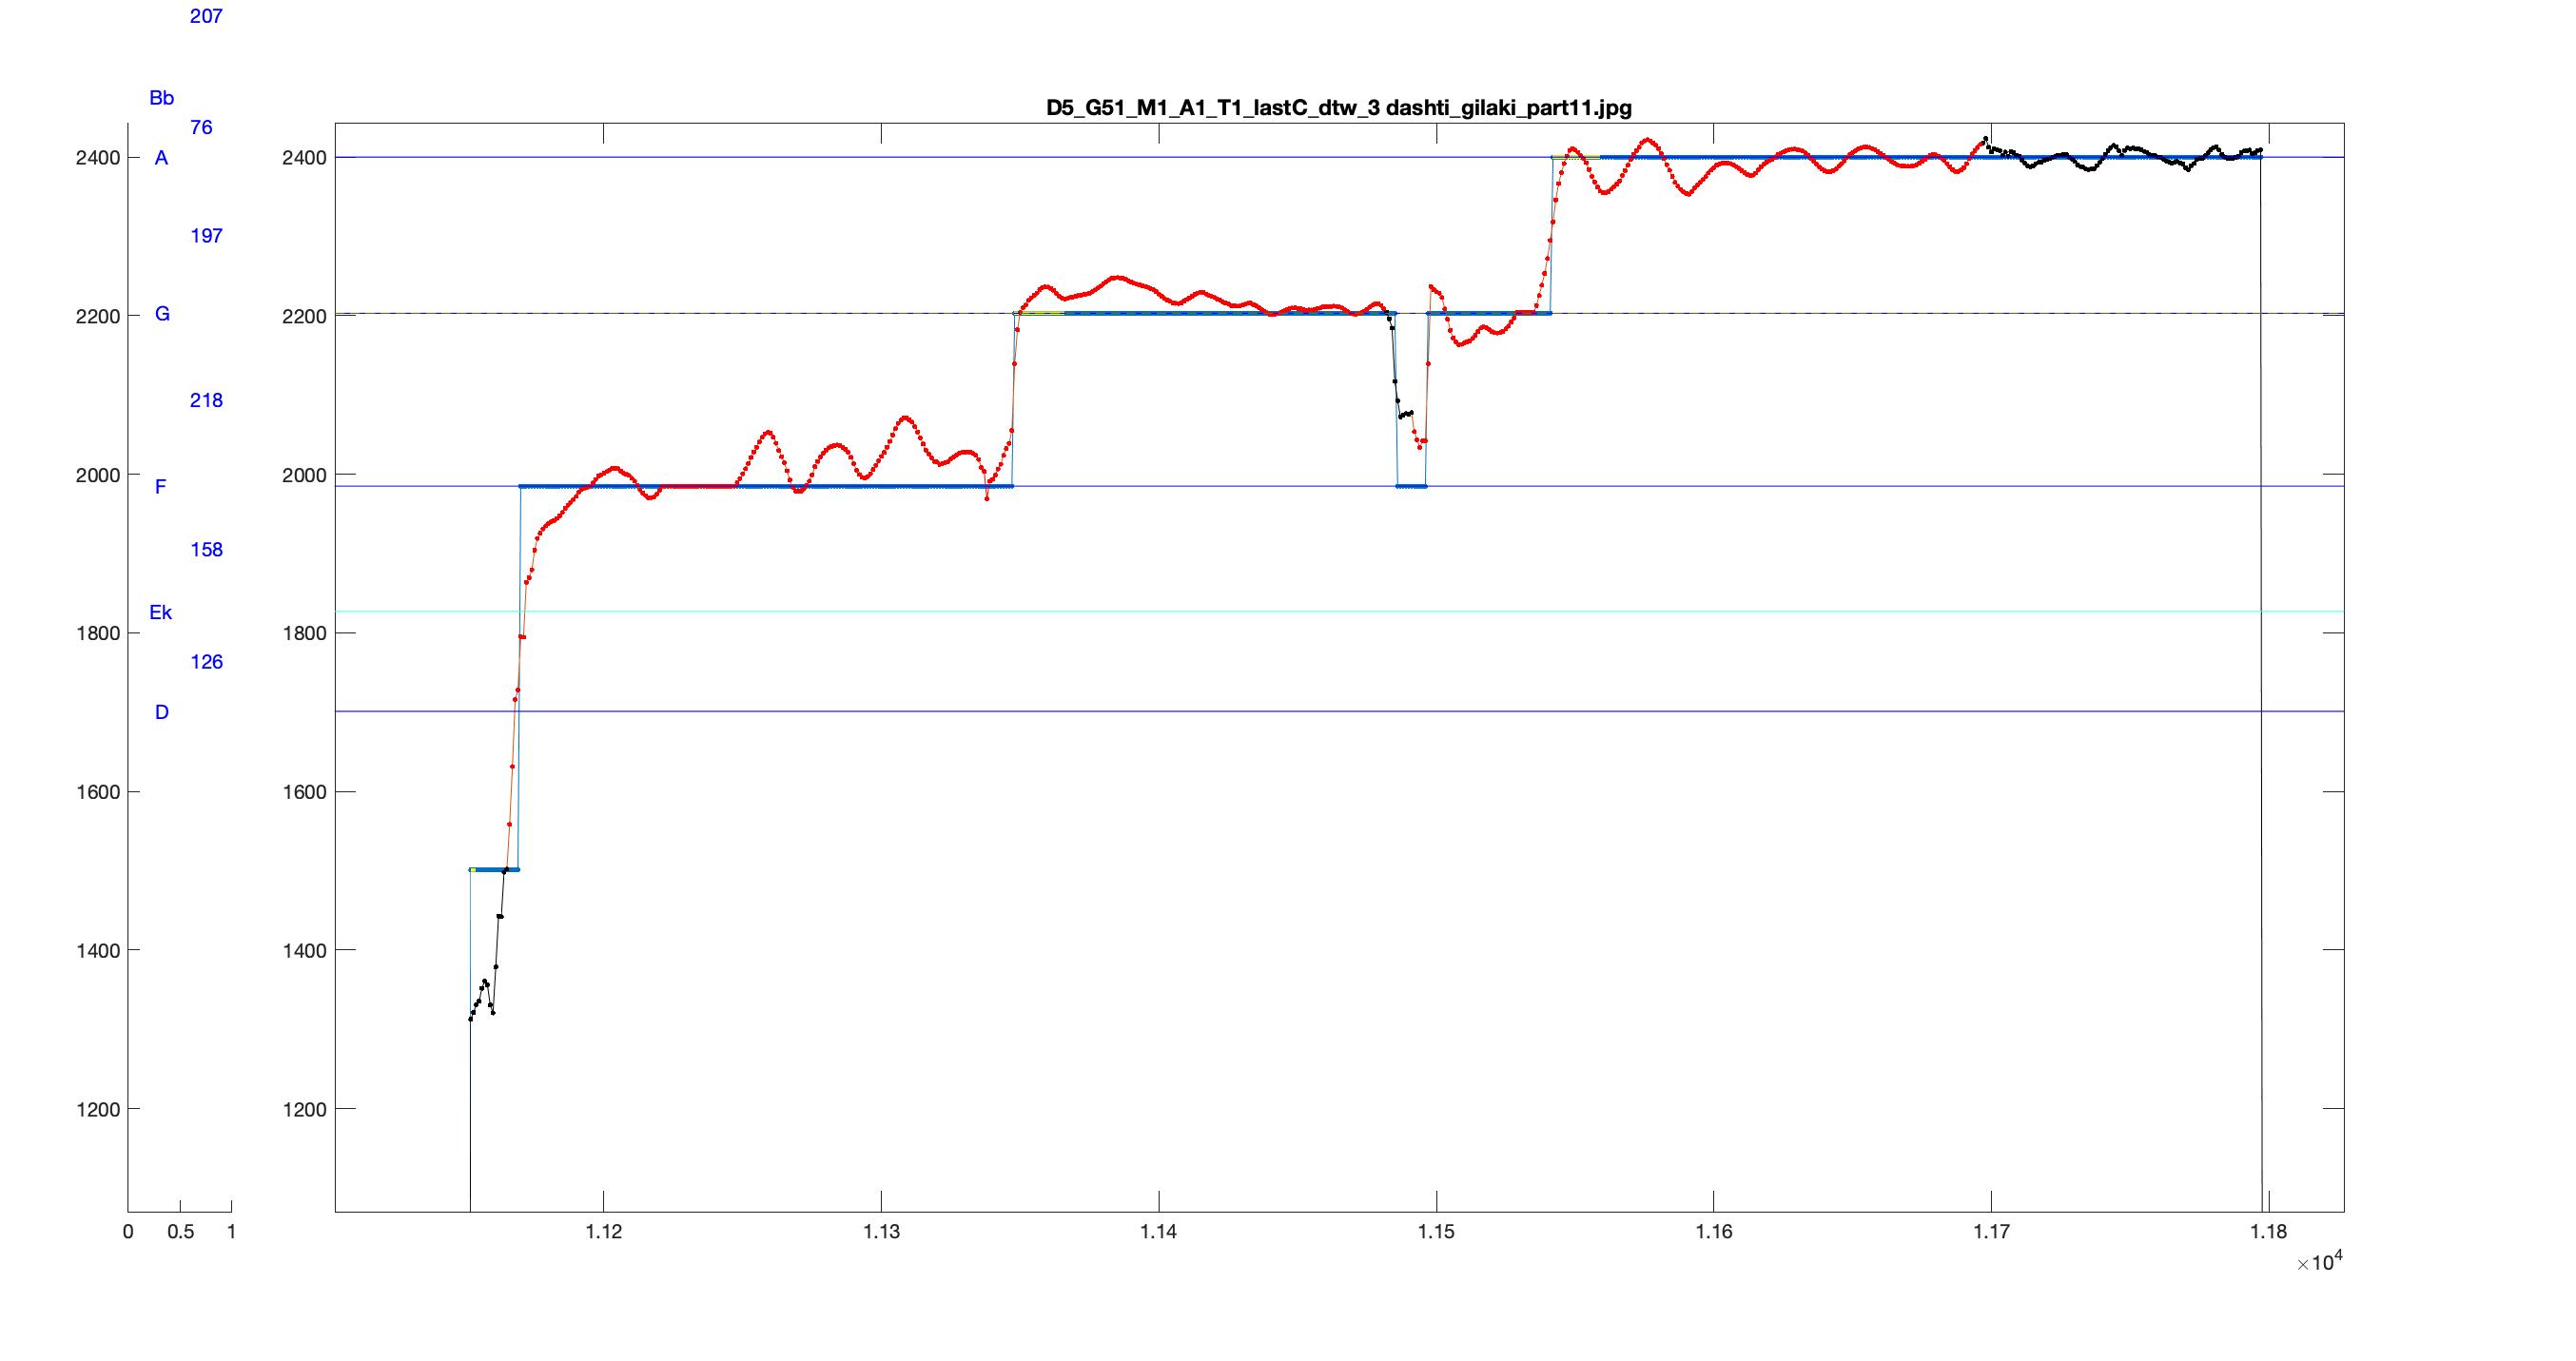 207
Bb
D5_G51_M1_A1_T1_lastC_dtw_3 dashti_gilaki_part11.jpg
76
2400 A 2400
197
2200 G 2200
218
2000 F 2000
158
Ek
1800 1800
126
D
1600 1600
1400 1400
1200 1200
0 0.5 1 1.12 1.13 1.14 1.15 1.16 1.17 1.18
×10^4